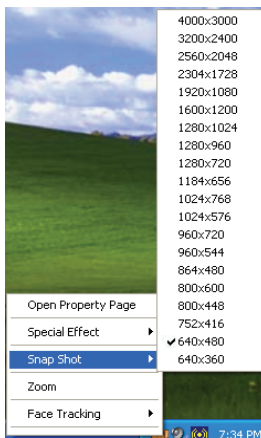 4000x3000
3200x2400
2560x2048
2304x1728
1920x1080
1600x1200
1280x1024
1280x960
1280x720
1184x656
1024x768
1024x576
960x720
960x544
864x480
800x600
800x448
752x416
640x480
640x360
Open Property Page
Special Effect
Snap Shot
Zoom
Face Tracking
7:34 PM